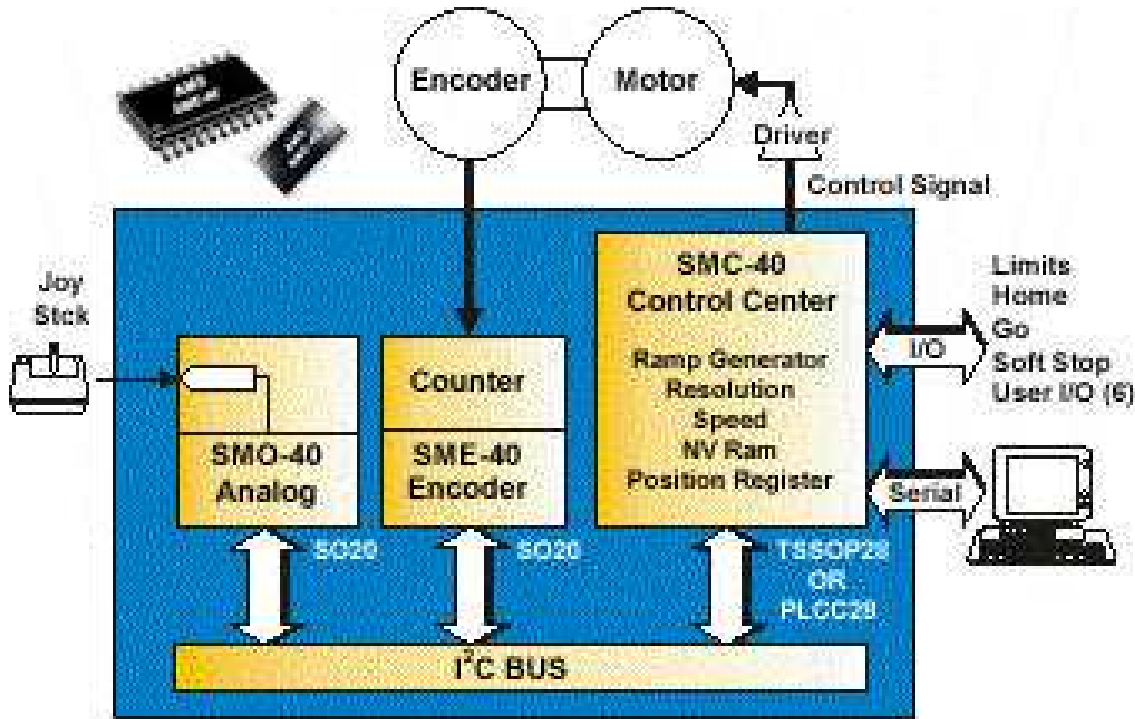 Encoder
Motor
Driver
Control Signal
Joy
Stck
SMO-40
Analog
Counter
SME-40
Encoder
SMC-40
Control Center
Ramp Generator
Resolution
Speed
NV Ram
Position Register
I/O
Limits
Home
Go
Soft Stop
User I/O (6)
Serial
SO20
SO20
TSSOP28
OR
PLCC28
I²C BUS